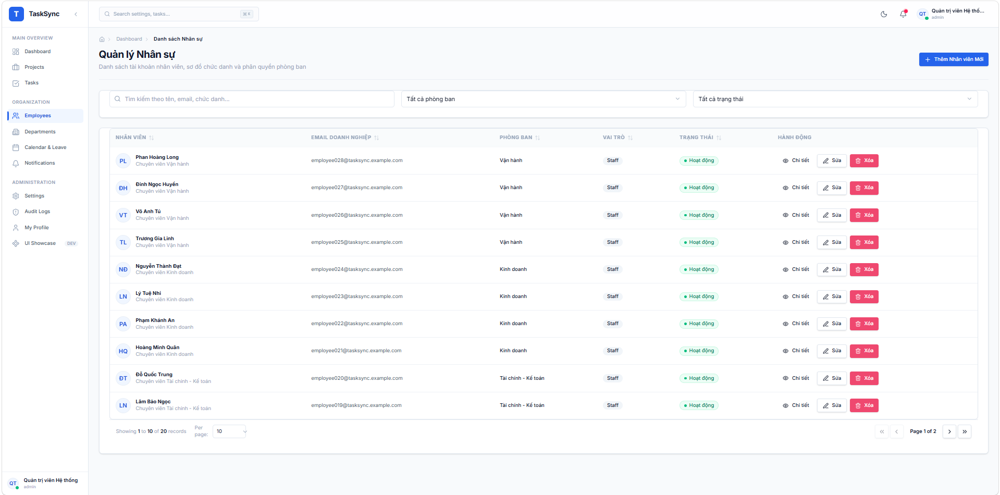 T TaskSync
Search settings, tasks...
⌘ K
QT
Quản trị viên Hệ thố...
admin
MAIN OVERVIEW
Dashboard
Projects
Tasks
ORGANIZATION
Employees
Departments
Calendar & Leave
Notifications
ADMINISTRATION
Settings
Audit Logs
My Profile
UI Showcase DEV
QT
Quản trị viên Hệ thống
admin
Dashboard Danh sách Nhân sự
Quản lý Nhân sự
Danh sách tài khoản nhân viên, sơ đồ chức danh và phân quyền phòng ban
Thêm Nhân viên Mới
Tìm kiếm theo tên, email, chức danh...
Tất cả phòng ban
Tất cả trạng thái
NHÂN VIÊN EMAIL DOANH NGHIỆP PHÒNG BAN VAI TRÒ TRẠNG THÁI HÀNH ĐỘNG
PL Phan Hoàng Long employee028@tasksync.example.com Vận hành Staff Hoạt động Chi tiết Sửa Xóa
Chuyên viên Vận hành
ĐH Đinh Ngọc Huyền employee027@tasksync.example.com Vận hành Staff Hoạt động Chi tiết Sửa Xóa
Chuyên viên Vận hành
VT Võ Anh Tú employee026@tasksync.example.com Vận hành Staff Hoạt động Chi tiết Sửa Xóa
Chuyên viên Vận hành
TL Trương Gia Linh employee025@tasksync.example.com Vận hành Staff Hoạt động Chi tiết Sửa Xóa
Chuyên viên Vận hành
NĐ Nguyễn Thành Đạt employee024@tasksync.example.com Kinh doanh Staff Hoạt động Chi tiết Sửa Xóa
Chuyên viên Kinh doanh
LN Lý Tuệ Nhi employee023@tasksync.example.com Kinh doanh Staff Hoạt động Chi tiết Sửa Xóa
Chuyên viên Kinh doanh
PA Phạm Khánh An employee022@tasksync.example.com Kinh doanh Staff Hoạt động Chi tiết Sửa Xóa
Chuyên viên Kinh doanh
HQ Hoàng Minh Quân employee021@tasksync.example.com Kinh doanh Staff Hoạt động Chi tiết Sửa Xóa
Chuyên viên Kinh doanh
ĐT Đỗ Quốc Trung employee020@tasksync.example.com Tài chính - Kế toán Staff Hoạt động Chi tiết Sửa Xóa
Chuyên viên Tài chính - Kế toán
LN Lâm Bảo Ngọc employee019@tasksync.example.com Tài chính - Kế toán Staff Hoạt động Chi tiết Sửa Xóa
Chuyên viên Tài chính - Kế toán
Showing 1 to 10 of 20 records
Per
page:
10
Page 1 of 2